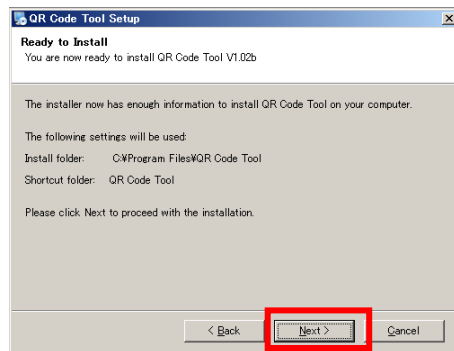 QR Code Tool Setup
Ready to Install
You are now ready to install QR Code Tool V1.02b
The installer now has enough information to install QR Code Tool on your computer.
The following settings will be used:
Install folder: C:¥Program Files¥QR Code Tool
Shortcut folder: QR Code Tool
Please click Next to proceed with the installation.
< Back Next > Cancel